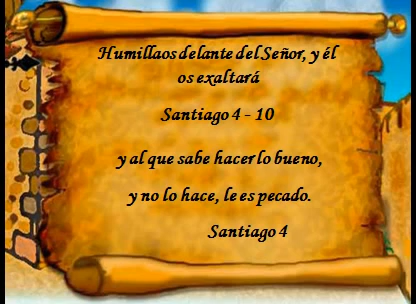 Humillaos delante del Señor, y él
os exaltará
Santiago 4 - 10
y al que sabe hacer lo bueno,
y no lo hace, le es pecado.
Santiago 4